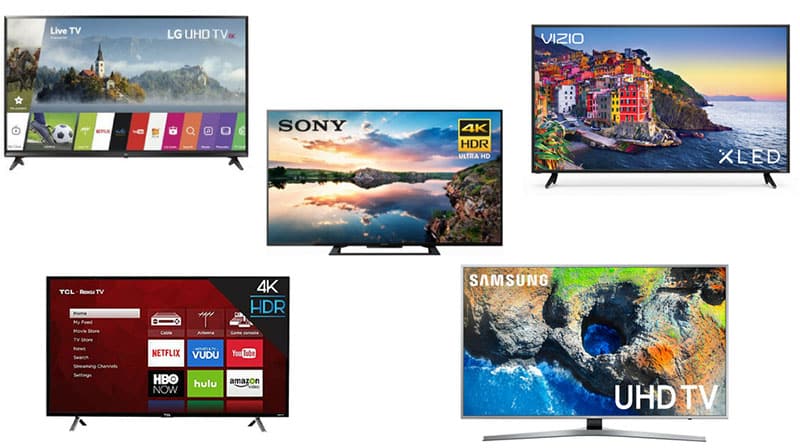 Live TV
LG UHD TV
NETFLIX
VIZIO
XLED
SONY
4K
HDR
ULTRA HD
TCL • Roku TV
4K
HDR
Home
My Feed
Movie Store
TV Store
News
Search
Streaming Channels
Settings
Cable
Antenna
Game console
NETFLIX
VUDU
YouTube
HBO
NOW
hulu
amazon
TCL
SAMSUNG
UHD TV